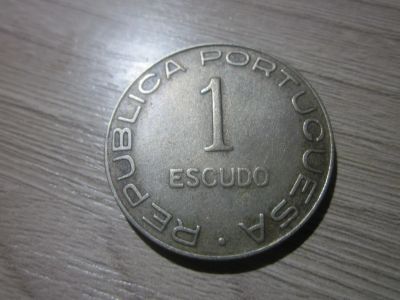 REPUBLICA PORTUGUESA ·
1
ESCUDO